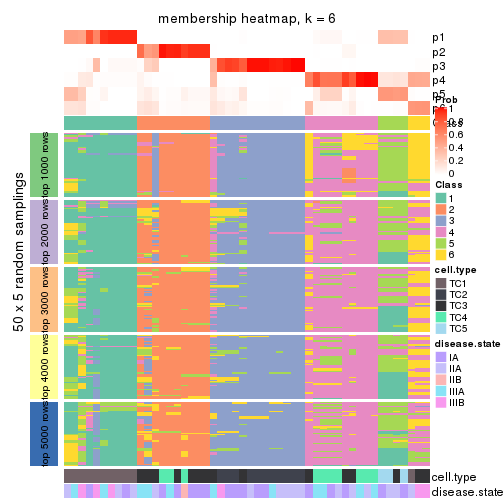 membership heatmap, k = 6
p1
p2
p3
p4
p5
p6
Prob
1
0.8
0.6
0.4
0.2
0
Class
1
2
3
4
5
6
cell.type
TC1
TC2
TC3
TC4
TC5
disease.state
IA
IIA
IIB
IIIA
IIIB
50 x 5 random samplings
top 1000 rows
top 2000 rows
top 3000 rows
top 4000 rows
top 5000 rows
cell.type
disease.state